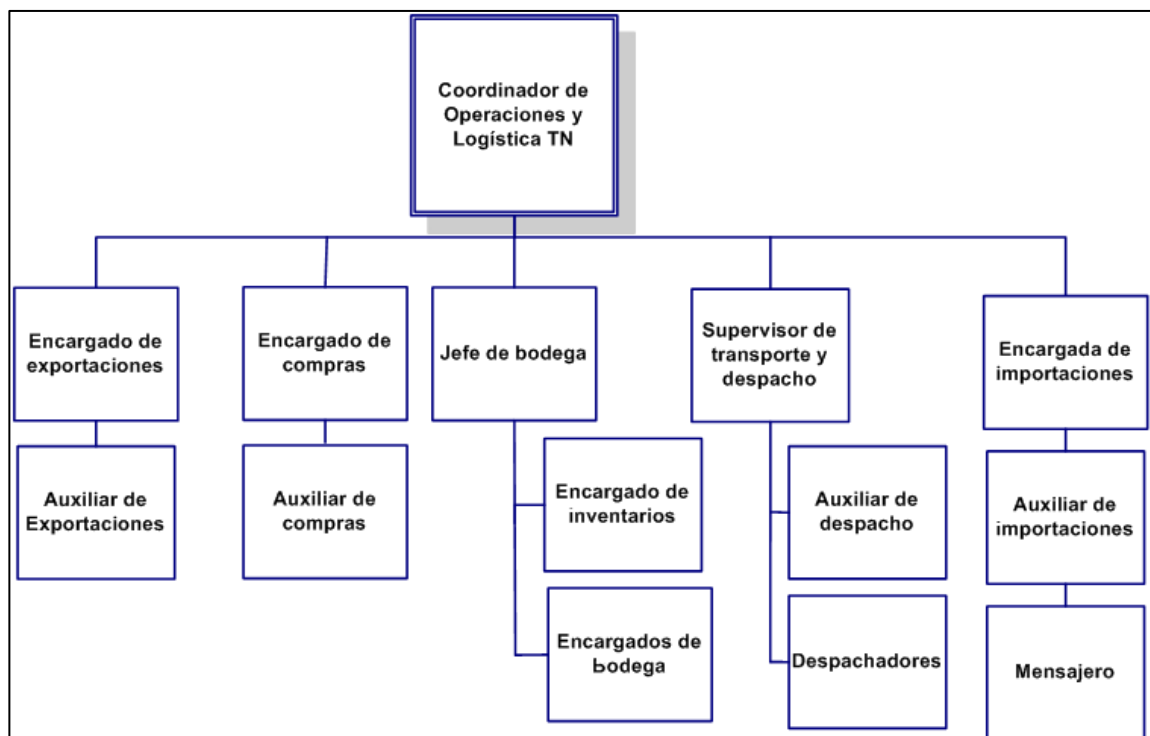 Coordinador de
Operaciones y
Logística TN
Encargado de
exportaciones
Encargado de
compras
Jefe de bodega
Supervisor de
transporte y
despacho
Encargada de
importaciones
Auxiliar de
Exportaciones
Auxiliar de
compras
Encargado de
inventarios
Auxiliar de
despacho
Auxiliar de
importaciones
Encargados de
bodega
Despachadores
Mensajero